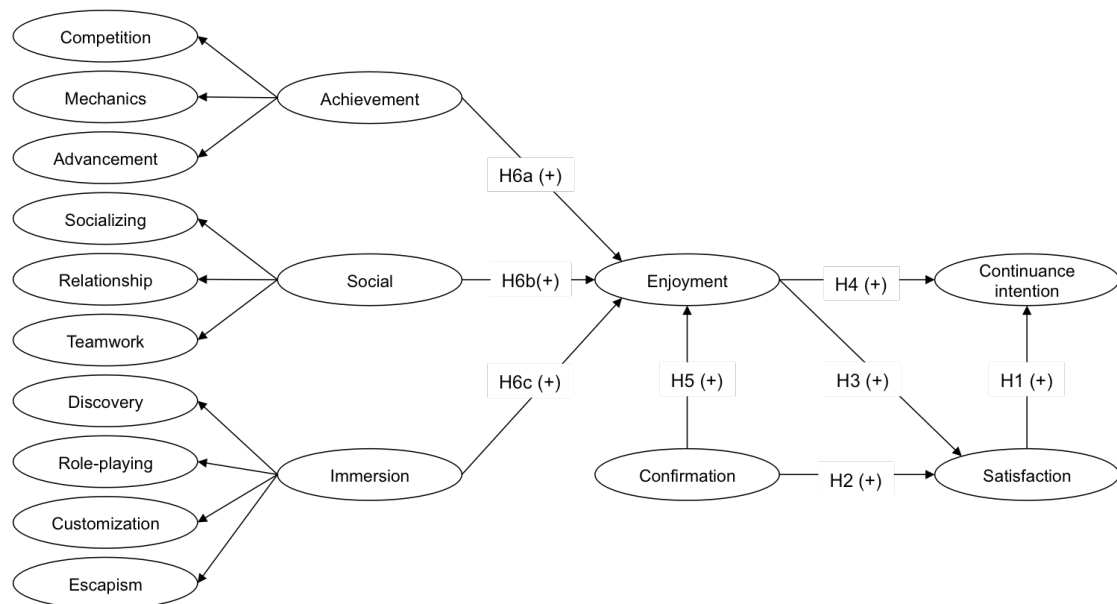 Competition
Mechanics
Achievement
Advancement
H6a (+)
Socializing
Relationship
Social
H6b(+)
Enjoyment
H4 (+)
Continuance
intention
Teamwork
Discovery
H6c (+)
H5 (+)
H3 (+)
H1 (+)
Role-playing
Immersion
Confirmation
H2 (+)
Satisfaction
Customization
Escapism